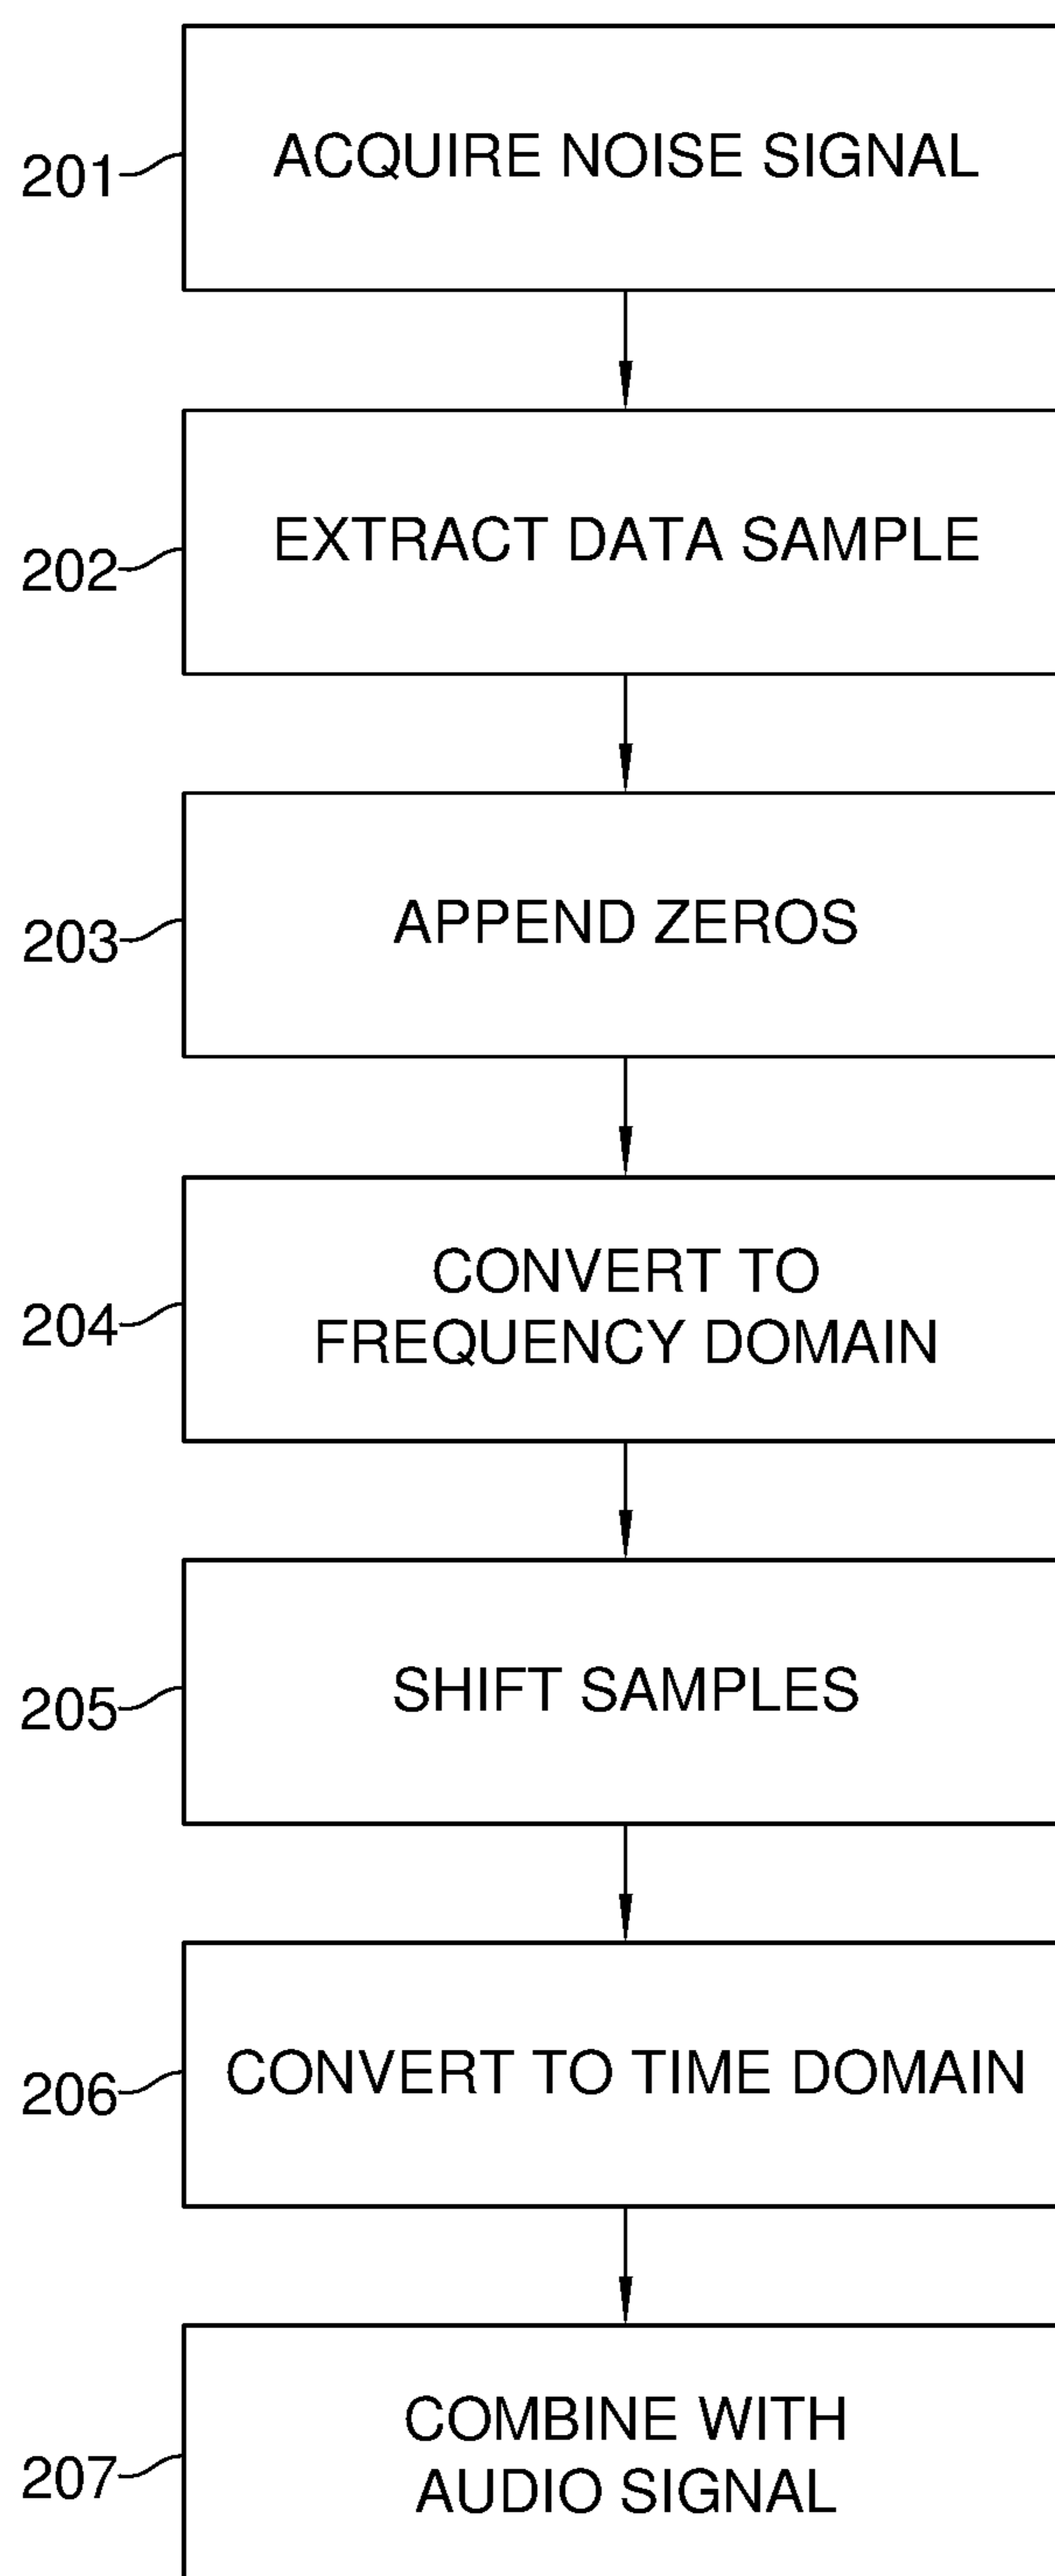 201
ACQUIRE NOISE SIGNAL
202
EXTRACT DATA SAMPLE
203
APPEND ZEROS
204
CONVERT TO
FREQUENCY DOMAIN
205
SHIFT SAMPLES
206
CONVERT TO TIME DOMAIN
207
COMBINE WITH
AUDIO SIGNAL